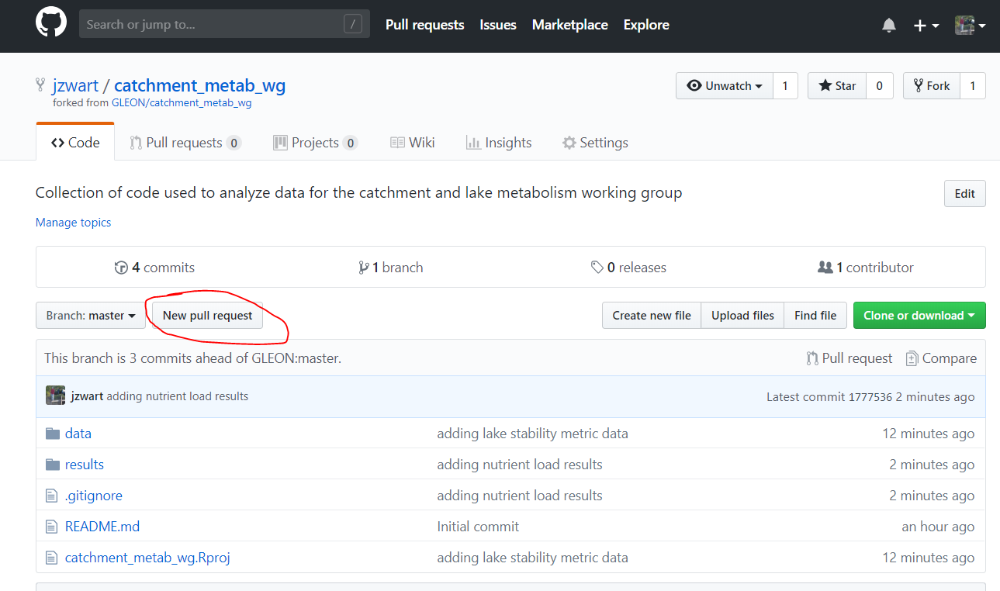 Search or jump to... / Pull requests Issues Marketplace Explore
jzwart / catchment_metab_wg Unwatch 1 Star 0 Fork 1
forked from GLEON/catchment_metab_wg
<> Code Pull requests 0 Projects 0 Wiki Insights Settings
Collection of code used to analyze data for the catchment and lake metabolism working group Edit
Manage topics
4 commits 1 branch 0 releases 1 contributor
Branch: master New pull request Create new file Upload files Find file Clone or download
This branch is 3 commits ahead of GLEON:master. Pull request Compare
jzwart adding nutrient load results Latest commit 1777536 2 minutes ago
data adding lake stability metric data 12 minutes ago
results adding nutrient load results 2 minutes ago
.gitignore adding nutrient load results 2 minutes ago
README.md Initial commit an hour ago
catchment_metab_wg.Rproj adding lake stability metric data 12 minutes ago